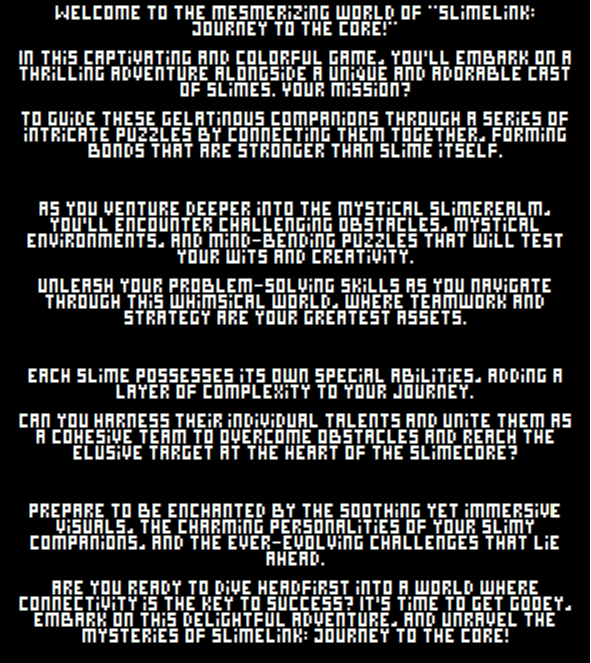 WELCOME TO THE MESMERiZiNG WORLD OF "SLiMELiNK:
JOURNEY TO THE CORE!"
iN THiS CAPTiVATiNG AND COLORFUL GAME, YOU'LL EMBARK ON A
THRiLLiNG ADVENTURE ALONGSiDE A UNiQUE AND ADORABLE CAST
OF SLiMES. YOUR MiSSiON?
TO GUiDE THESE GELATiNOUS COMPANiONS THROUGH A SERiES OF
iNTRiCATE PUZZLES BY CONNECTiNG THEM TOGETHER, FORMiNG
BONDS THAT ARE STRONGER THAN SLiME iTSELF.
AS YOU VENTURE DEEPER iNTO THE MYSTiCAL SLiMEREALM,
YOU'LL ENCOUNTER CHALLENGiNG OBSTACLES, MYSTiCAL
ENViRONMENTS, AND MiND-BENDiNG PUZZLES THAT WiLL TEST
YOUR WiTS AND CREATiViTY.
UNLEASH YOUR PROBLEM-SOLViNG SKiLLS AS YOU NAViGATE
THROUGH THiS WHiMSiCAL WORLD, WHERE TEAMWORK AND
STRATEGY ARE YOUR GREATEST ASSETS.
EACH SLiME POSSESSES iTS OWN SPECiAL ABiLiTiES, ADDiNG A
LAYER OF COMPLEXiTY TO YOUR JOURNEY.
CAN YOU HARNESS THEiR iNDiViDUAL TALENTS AND UNiTE THEM AS
A COHESiVE TEAM TO OVERCOME OBSTACLES AND REACH THE
ELUSiVE TARGET AT THE HEART OF THE SLiMECORE?
PREPARE TO BE ENCHANTED BY THE SOOTHiNG YET iMMERSiVE
ViSUALS, THE CHARMiNG PERSONALiTiES OF YOUR SLiMY
COMPANiONS, AND THE EVER-EVOLViNG CHALLENGES THAT LiE
AHEAD.
ARE YOU READY TO DiVE HEADFiRST iNTO A WORLD WHERE
CONNECTiViTY iS THE KEY TO SUCCESS? iT'S TiME TO GET GOOEY,
EMBARK ON THiS DELiGHTFUL ADVENTURE, AND UNRAVEL THE
MYSTERiES OF SLiMELiNK: JOURNEY TO THE CORE!